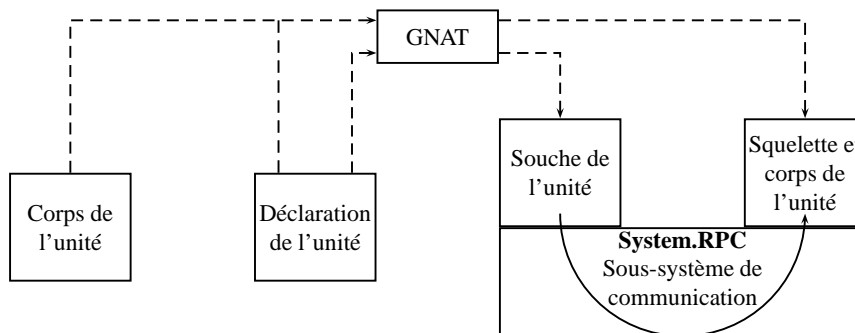 GNAT
Souche de
l’unité
Squelette e
corps de
l’unité
Corps de
l’unité
Déclaration
de l’unité
System.RPC
Sous-système de
communication